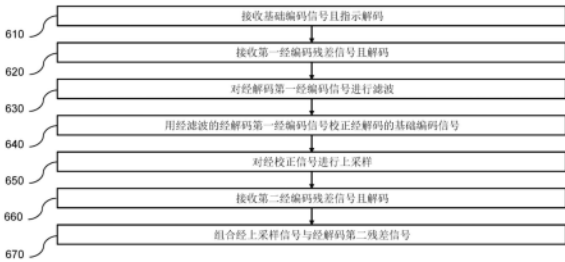 接收基础编码信号且指示解码
610
接收第一经编码残差信号且解码
620
对经解码第一经编码信号进行滤波
630
用经滤波的经解码第一经编码信号校正经解码的基础编码信号
640
对经校正信号进行上采样
650
接收第二经编码残差信号且解码
660
组合经上采样信号与经解码第二残差信号
670